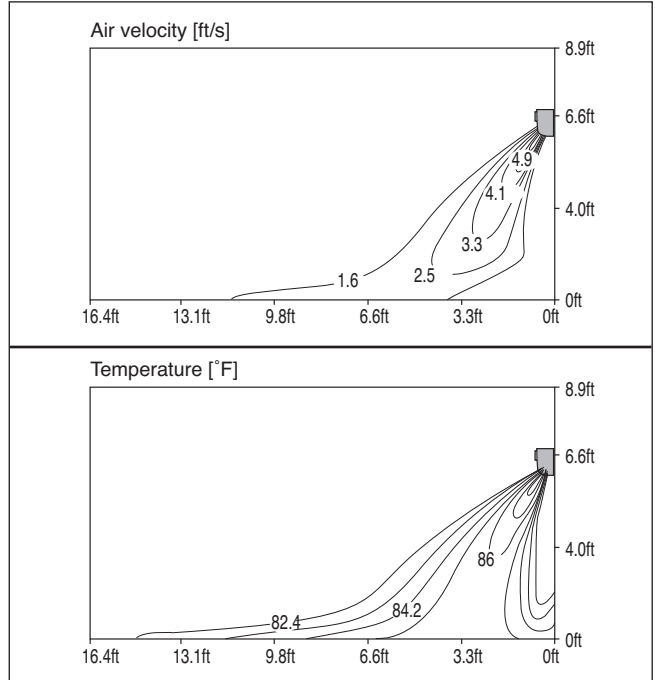 Air velocity [ft/s]
8.9ft
6.6ft
4.9
4.1
4.0ft
3.3
2.5
1.6
0ft
16.4ft 13.1ft 9.8ft 6.6ft 3.3ft 0ft
Temperature [˚F]
8.9ft
6.6ft
86
4.0ft
84.2
82.4
0ft
16.4ft 13.1ft 9.8ft 6.6ft 3.3ft 0ft